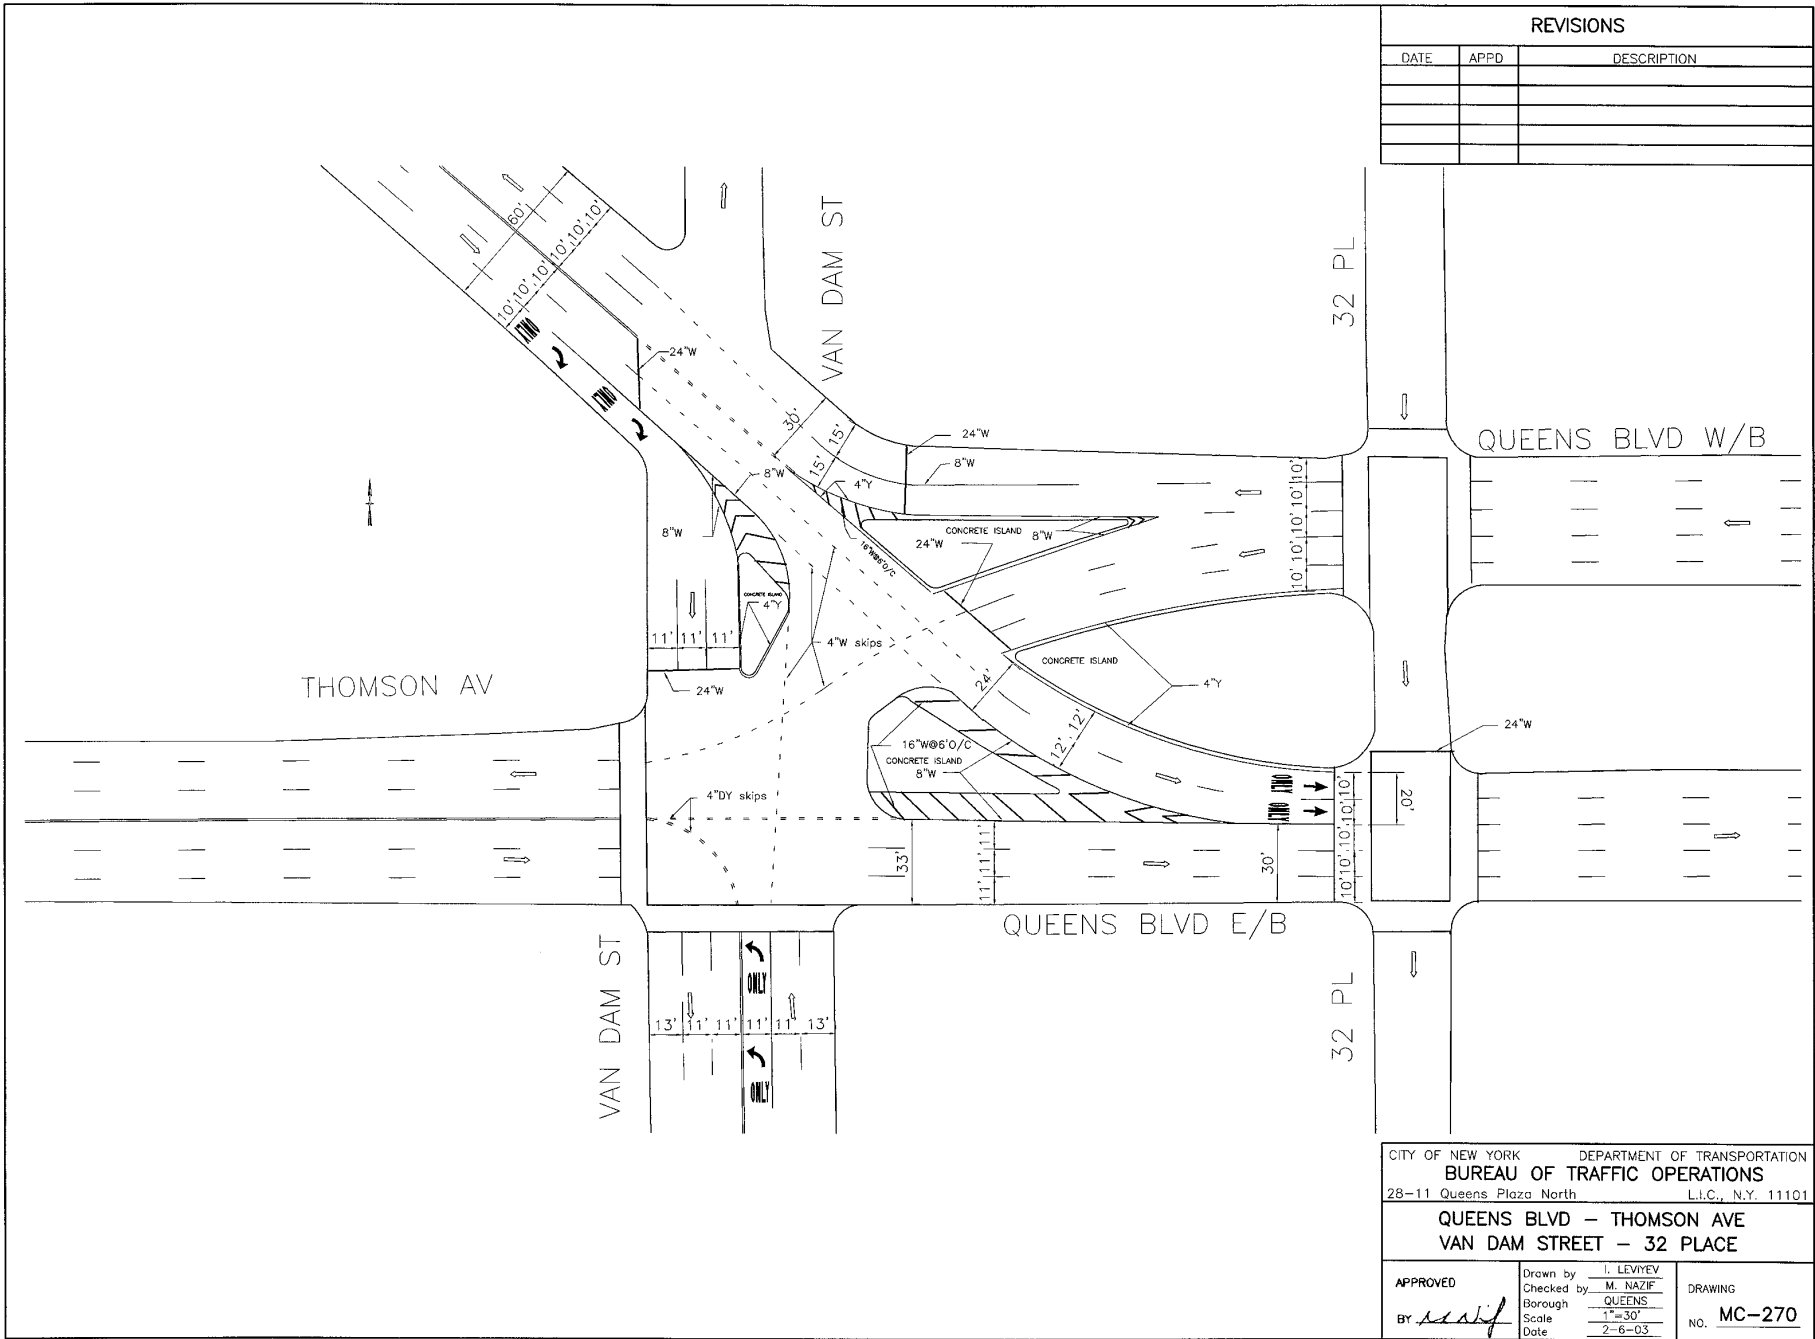 REVISIONS
DATE APPD DESCRIPTION
60'
10' 10' 10' 10' 10' 10'
ONLY
ONLY
VAN DAM ST
32 PL
24"W
30'
15' 15'
24"W
8"W
QUEENS BLVD W/B
8"W
4"Y
8"W
CONCRETE ISLAND 8"W
24"W
16"W@6'O/C
10' 10' 10' 10' 10'
CONCRETE ISLAND
4"Y
11' 11' 11'
4"W skips
24"W
THOMSON AV
CONCRETE ISLAND
4"Y
24'
12' 12'
16"W@6'O/C
CONCRETE ISLAND
8"W
24"W
4"DY skips
ONLY
ONLY
20'
10' 10' 10' 10' 10'
33'
11' 11' 11'
30'
QUEENS BLVD E/B
VAN DAM ST
ONLY
13' 11' 11' 11' 11' 13'
ONLY
32 PL
CITY OF NEW YORK DEPARTMENT OF TRANSPORTATION
BUREAU OF TRAFFIC OPERATIONS
28-11 Queens Plaza North L.I.C., N.Y. 11101
QUEENS BLVD - THOMSON AVE
VAN DAM STREET - 32 PLACE
APPROVED
BY
Drawn by I. LEVIYEV
Checked by M. NAZIF
Borough QUEENS
Scale 1"=30'
Date 2-6-03
DRAWING
NO. MC-270